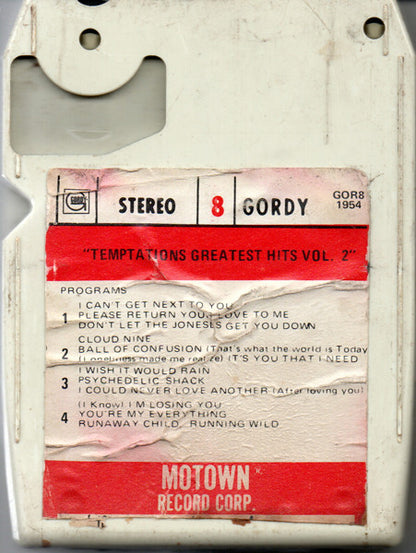 GORDY
STEREO 8 GORDY
GOR8
1954
"TEMPTATIONS GREATEST HITS VOL. 2"
PROGRAMS
I CAN'T GET NEXT TO YOU
1 PLEASE RETURN YOUR LOVE TO ME
DON'T LET THE JONESES GET YOU DOWN
CLOUD NINE
2 BALL OF CONFUSION (That's what the world is Today
(Loneliness made me realize) IT'S YOU THAT I NEED
I WISH IT WOULD RAIN
3 PSYCHEDELIC SHACK
I COULD NEVER LOVE ANOTHER (After loving you)
(I Know) I'M LOSING YOU
4 YOU'RE MY EVERYTHING
RUNAWAY CHILD, RUNNING WILD
MOTOWN
RECORD CORP.